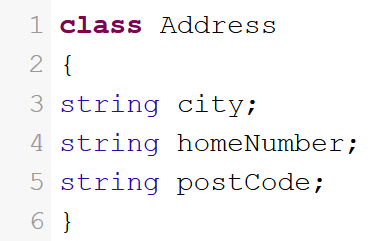 1 class Address
2 {
3 string city;
4 string homeNumber;
5 string postCode;
6 }